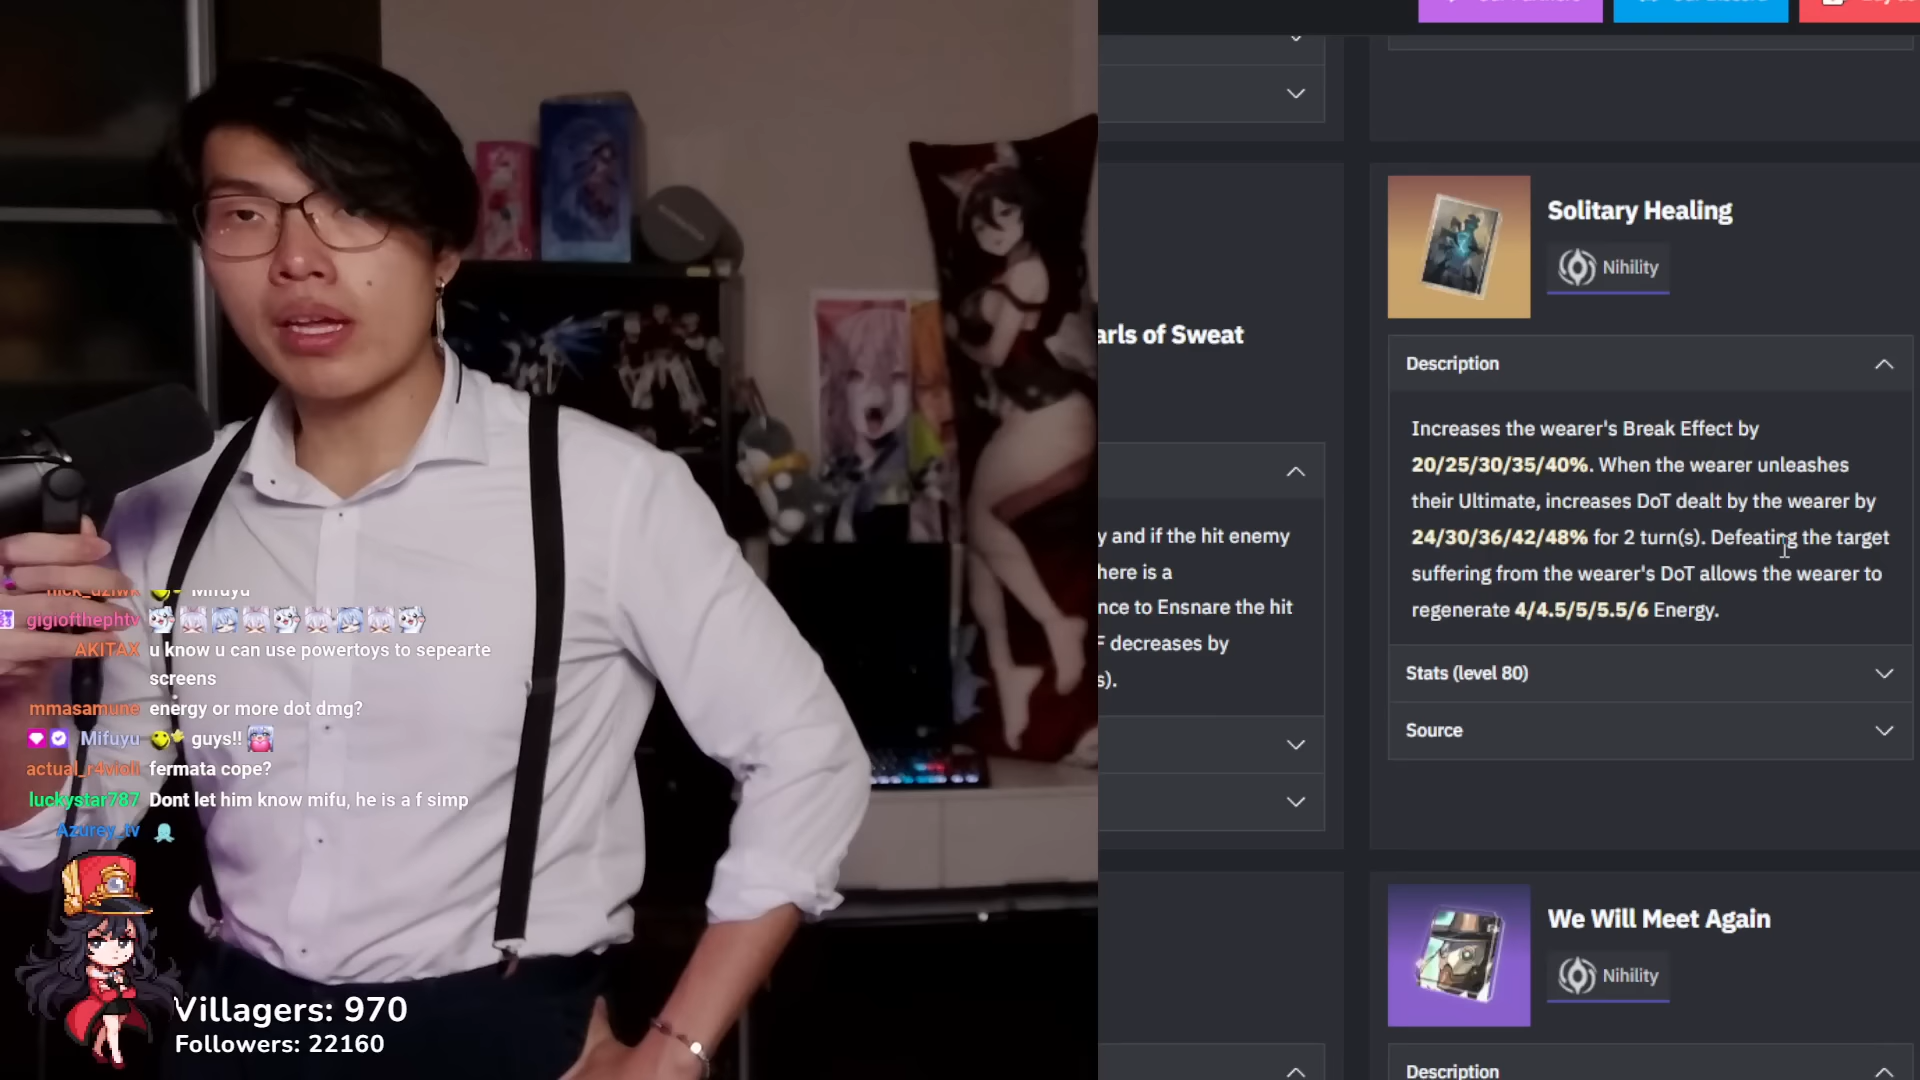 Mifuyu
gigiofthephtv
AKITAX u know u can use powertoys to sepearte
screens
mmasamune energy or more dot dmg?
Mifuyu guys!!
actual_r4violi fermata cope?
luckystar787 Dont let him know mifu, he is a f simp
Azurey_tv
Villagers: 970
Followers: 22160
arls of Sweat
y and if the hit enemy
here is a
nce to Ensnare the hit
F decreases by
s).
Solitary Healing
Nihility
Description
Increases the wearer's Break Effect by
20/25/30/35/40%. When the wearer unleashes
their Ultimate, increases DoT dealt by the wearer by
24/30/36/42/48% for 2 turn(s). Defeating the target
suffering from the wearer's DoT allows the wearer to
regenerate 4/4.5/5/5.5/6 Energy.
Stats (level 80)
Source
We Will Meet Again
Nihility
Description